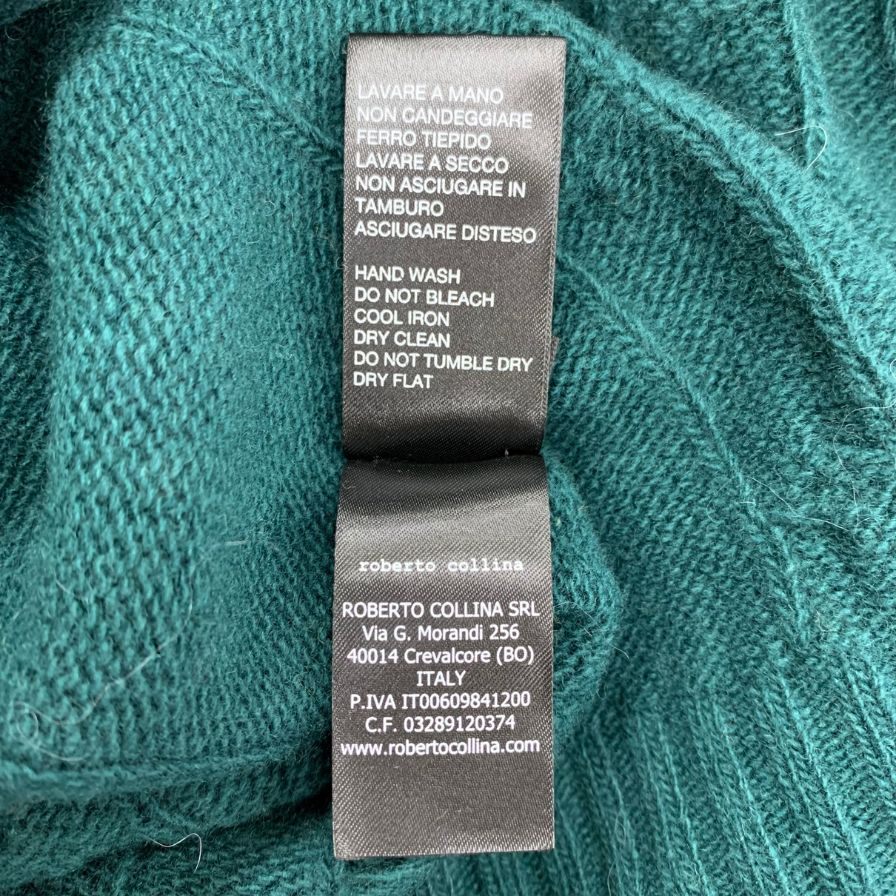 LAVARE A MANO
NON CANDEGGIARE
FERRO TIEPIDO
LAVARE A SECCO
NON ASCIUGARE IN
TAMBURO
ASCIUGARE DISTESO
HAND WASH
DO NOT BLEACH
COOL IRON
DRY CLEAN
DO NOT TUMBLE DRY
DRY FLAT
roberto collina
ROBERTO COLLINA SRL
Via G. Morandi 256
40014 Crevalcore (BO)
ITALY
P.IVA IT00609841200
C.F. 03289120374
www.robertocollina.com